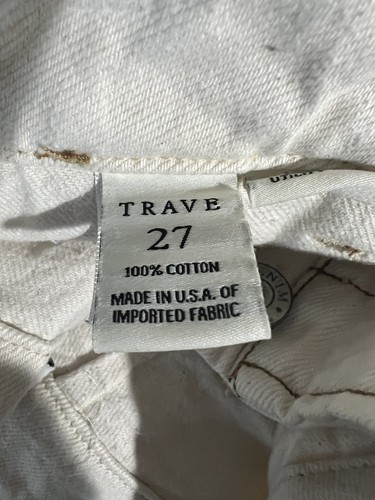 TRAVE
27
100% COTTON
MADE IN U.S.A. OF
IMPORTED FABRIC